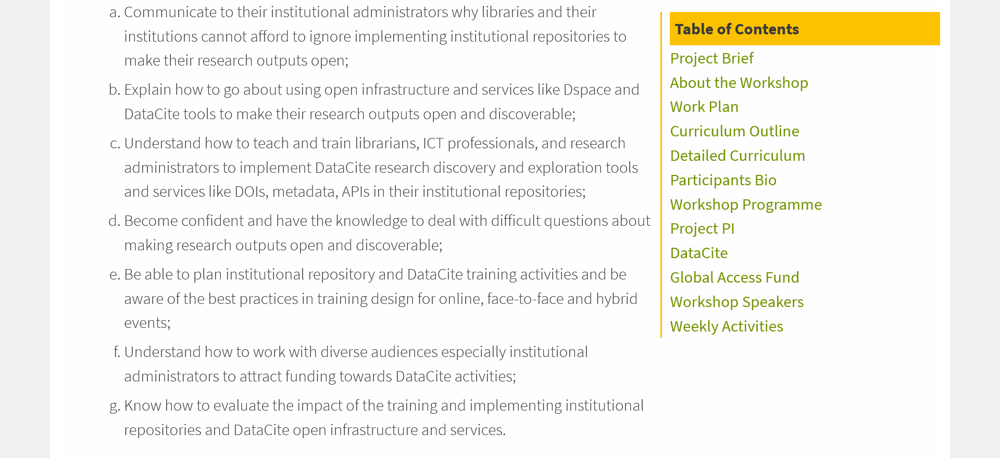 a. Communicate to their institutional administrators why libraries and their
institutions cannot afford to ignore implementing institutional repositories to
make their research outputs open;
b. Explain how to go about using open infrastructure and services like Dspace and
DataCite tools to make their research outputs open and discoverable;
c. Understand how to teach and train librarians, ICT professionals, and research
administrators to implement DataCite research discovery and exploration tools
and services like DOIs, metadata, APIs in their institutional repositories;
d. Become confident and have the knowledge to deal with difficult questions about
making research outputs open and discoverable;
e. Be able to plan institutional repository and DataCite training activities and be
aware of the best practices in training design for online, face-to-face and hybrid
events;
f. Understand how to work with diverse audiences especially institutional
administrators to attract funding towards DataCite activities;
g. Know how to evaluate the impact of the training and implementing institutional
repositories and DataCite open infrastructure and services.
Table of Contents
Project Brief
About the Workshop
Work Plan
Curriculum Outline
Detailed Curriculum
Participants Bio
Workshop Programme
Project PI
DataCite
Global Access Fund
Workshop Speakers
Weekly Activities